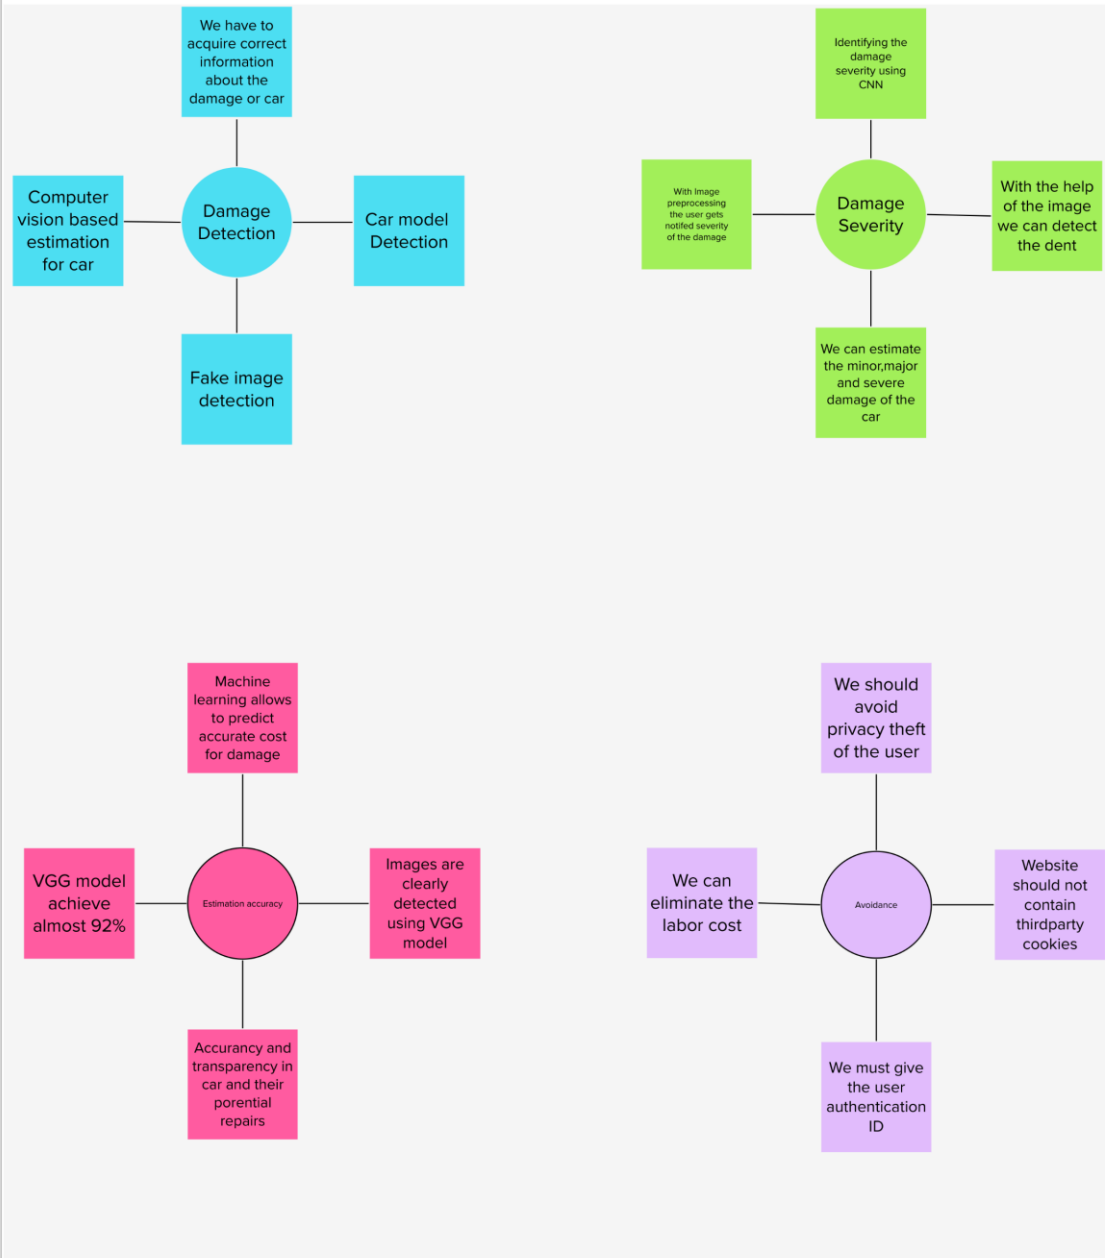 We have to
acquire correct
information
about the
damage or car
Computer
vision based
estimation
for car
Damage
Detection
Car model
Detection
Fake image
detection
Identifying the
damage
severity using
CNN
With Image
preprocessing
the user gets
notifed severity
of the damage
Damage
Severity
With the help
of the image
we can detect
the dent
We can estimate
the minor,major
and severe
damage of the
car
Machine
learning allows
to predict
accurate cost
for damage
VGG model
achieve
almost 92%
Estimation accuracy
Images are
clearly
detected
using VGG
model
Accurancy and
transparency in
car and their
porential
repairs
We should
avoid
privacy theft
of the user
We can
eliminate the
labor cost
Avoidance
Website
should not
contain
thirdparty
cookies
We must give
the user
authentication
ID